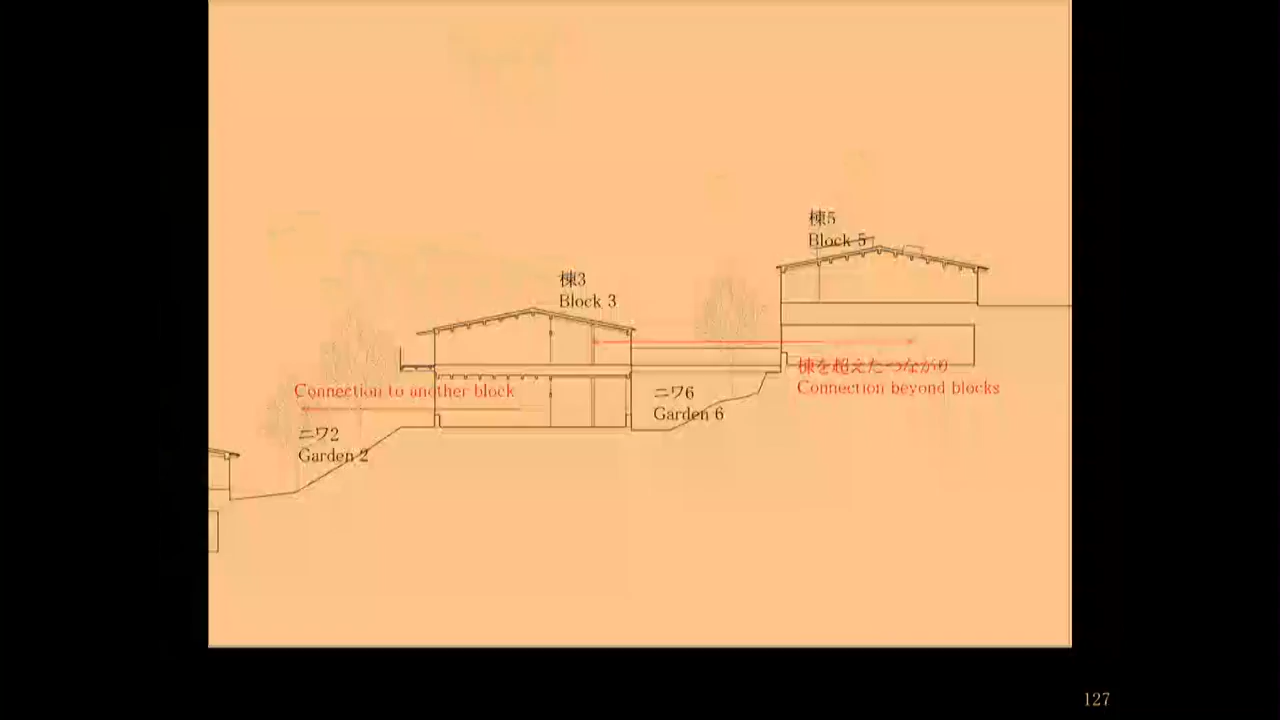 棟5
Block 5
棟3
Block 3
棟を超えたつながり
Connection beyond blocks
Connection to another block
ニワ6
Garden 6
ニワ2
Garden 2
127